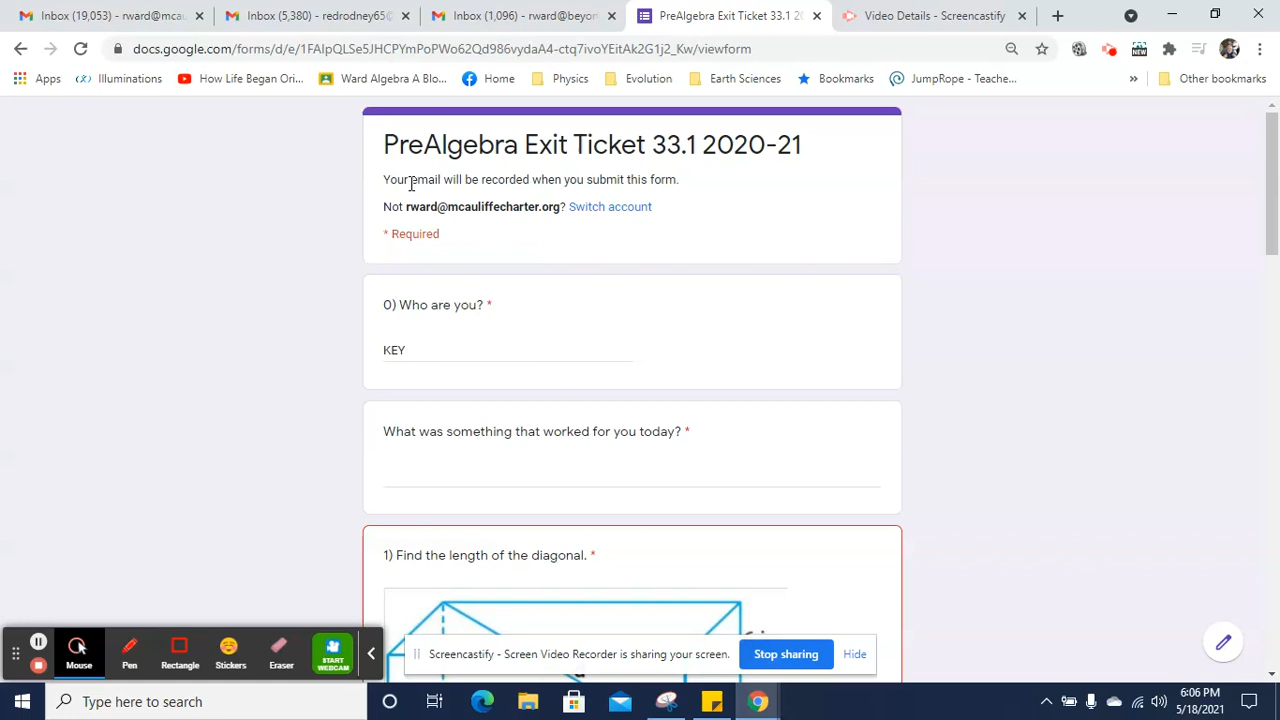 Inbox (19,053) - rward@mcau
Inbox (5,380) - redrodney65@
Inbox (1,096) - rward@beyon
PreAlgebra Exit Ticket 33.1 20
Video Details - Screencastify
docs.google.com/forms/d/e/1FAIpQLSe5JHCPYmPoPWo62Qd986vydaA4-ctq7ivoYEitAk2G1j2_Kw/viewform
Apps
Illuminations
How Life Began Ori...
Ward Algebra A Blo...
Home
Physics
Evolution
Earth Sciences
Bookmarks
JumpRope - Teache...
»
Other bookmarks
PreAlgebra Exit Ticket 33.1 2020-21
Your email will be recorded when you submit this form.
Not rward@mcauliffecharter.org? Switch account
* Required
0) Who are you? *
KEY
What was something that worked for you today? *
1) Find the length of the diagonal. *
Mouse
Pen
Rectangle
Stickers
Eraser
START WEBCAM
Screencastify - Screen Video Recorder is sharing your screen.
Stop sharing
Hide
Type here to search
6:06 PM
5/18/2021